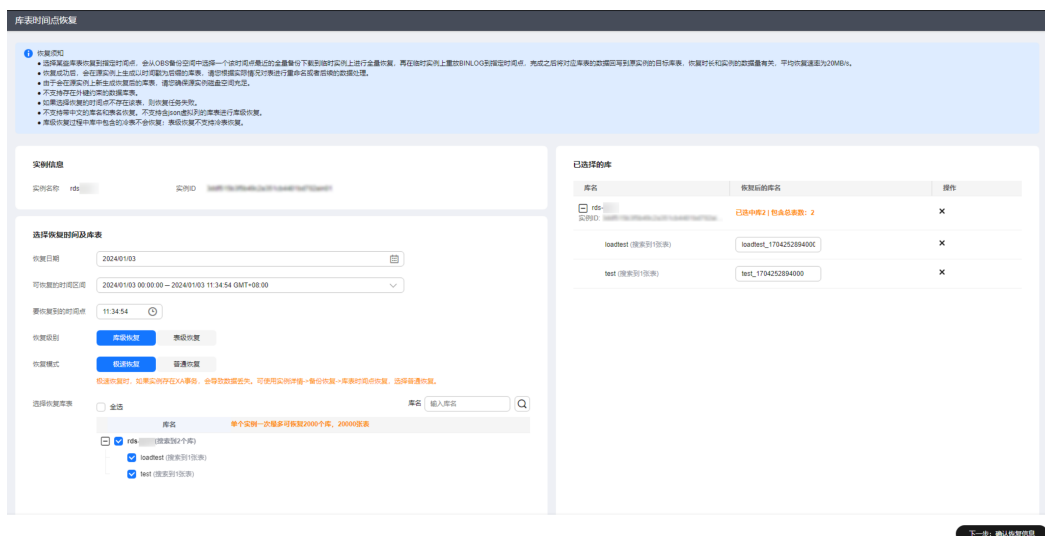 库表时间点恢复
恢复须知
• 选择某些库表恢复到指定时间点，会从OBS备份空间中选择一个该时间点最近的全量备份下载到临时实例上进行全量恢复，再在临时实例上重放BINLOG到指定时间点，完成之后将对应库表的数据回写到原实例的目标库表，恢复时长和实例的数据量有关，平均恢复速度为20MB/s。
• 恢复成功后，会在源实例上生成以时间戳为后缀的库表，请您根据实际情况对表进行重命名或者后续的数据处理。
• 由于会在源实例上新生成恢复后的库表，请您确保源实例磁盘空间充足。
• 不支持存在外键约束的数据库表。
• 如果选择恢复的时间点不存在该表，则恢复任务失败。
• 不支持带中文的库名和表名恢复。不支持含json虚拟列的库表进行库级恢复。
• 库级恢复过程中库中包含的冷表不会恢复；表级恢复不支持冷表恢复。
实例信息
实例名称 rds
实例ID
选择恢复时间及库表
恢复日期 2024/01/03
可恢复的时间区间 2024/01/03 00:00:00 – 2024/01/03 11:34:54 GMT+08:00
要恢复到的时间点 11:34:54
恢复级别 库级恢复 表级恢复
恢复模式 极速恢复 普通恢复
极速恢复时，如果实例存在XA事务，会导致数据丢失。可使用实例详情->备份恢复->库表时间点恢复，选择普通恢复。
选择恢复库表 全选 库名 输入库名
库名 单个实例一次最多可恢复2000个库，20000张表
rds- (搜索到2个库)
loadtest (搜索到1张表)
test (搜索到1张表)
已选择的库
库名 恢复后的库名 操作
rds- 已选中库2 | 包含总表数：2
实例ID:
loadtest (搜索到1张表) loadtest_170425289400
test (搜索到1张表) test_1704252894000
下一步：确认恢复信息